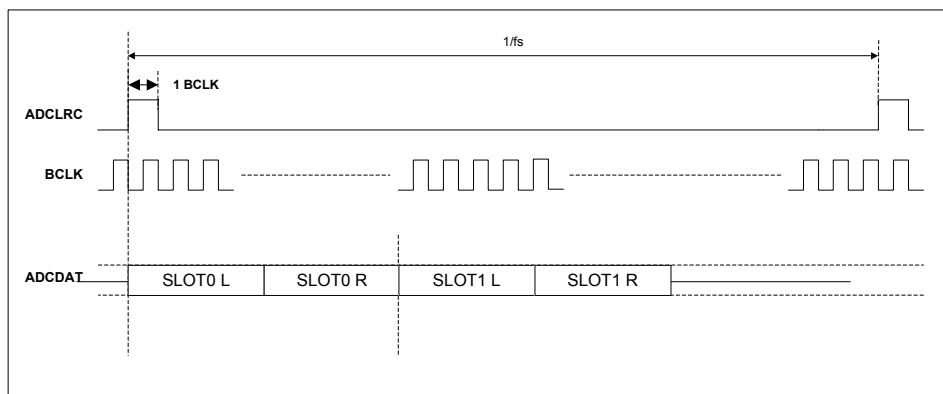 1/fs
1 BCLK
ADCLRC
BCLK
ADCDAT
SLOT0 L SLOT0 R SLOT1 L SLOT1 R